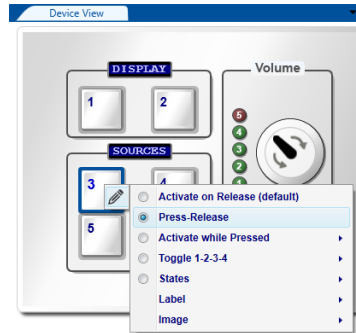 Device View
DISPLAY
Volume
1
2
5
4
3
2
1
SOURCES
3
4
5
Activate on Release (default)
Press-Release
Activate while Pressed
Toggle 1-2-3-4
States
Label
Image